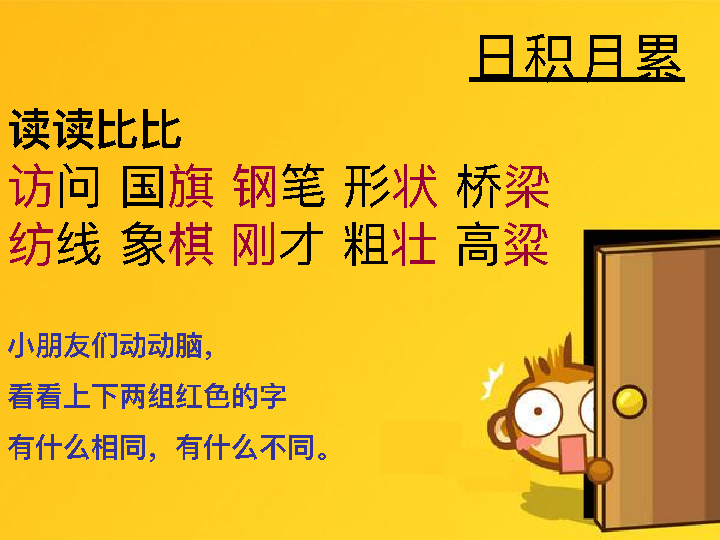 日积月累
读读比比
访问 国旗 钢笔 形状 桥梁
纺线 象棋 刚才 粗壮 高粱
小朋友们动动脑，
看看上下两组红色的字
有什么相同，有什么不同。